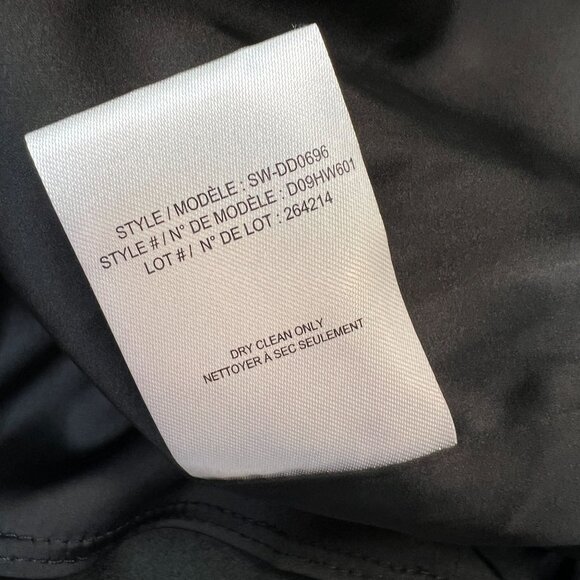 STYLE / MODÈLE : SW-DD0696
STYLE # / N° DE MODÈLE : D09HW601
LOT # / N° DE LOT : 264214
DRY CLEAN ONLY
NETTOYER À SEC SEULEMENT